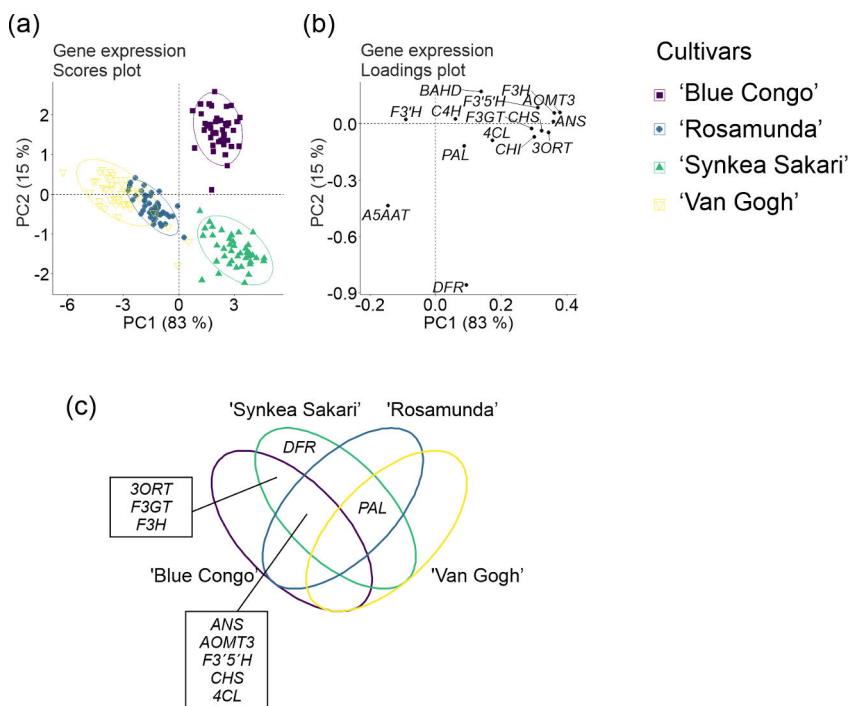 (a)
Gene expression
Scores plot
2
1
0
-1
-2
PC2 (15 %)
-6
-3
0
3
PC1 (83 %)
(b)
Gene expression
Loadings plot
0.0
-0.3
-0.6
-0.9
PC2 (15 %)
BAHD
F3H
F3'5'H
AOMT3
F3'H
C4H
F3GT
CHS
ANS
4CL
CHI
3ORT
PAL
A5AAT
DFR
-0.2
0.0
0.2
0.4
PC1 (83 %)
Cultivars
‘Blue Congo’
‘Rosamunda’
‘Synkea Sakari’
‘Van Gogh’
(c)
'Synkea Sakari’
'Rosamunda’
DFR
3ORT
F3GT
F3H
PAL
'Blue Congo’
'Van Gogh’
ANS
AOMT3
F3´5´H
CHS
4CL